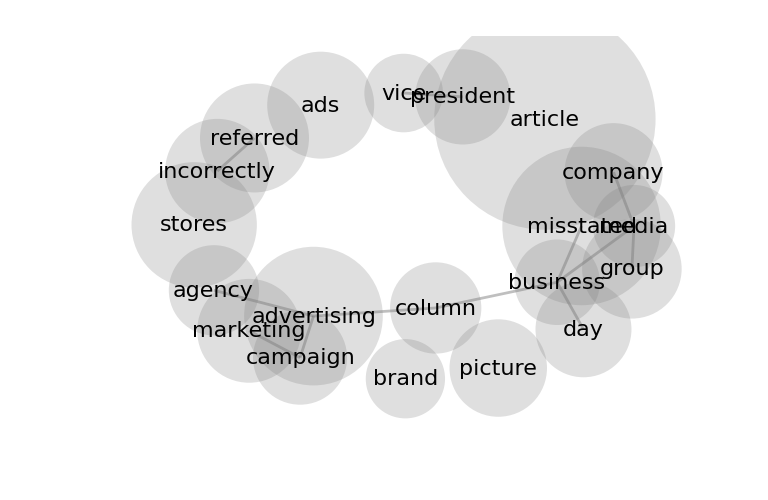 vice
president
ads
article
referred
incorrectly
company
stores
misstated
media
group
business
agency
column
advertising
marketing
day
campaign
picture
brand